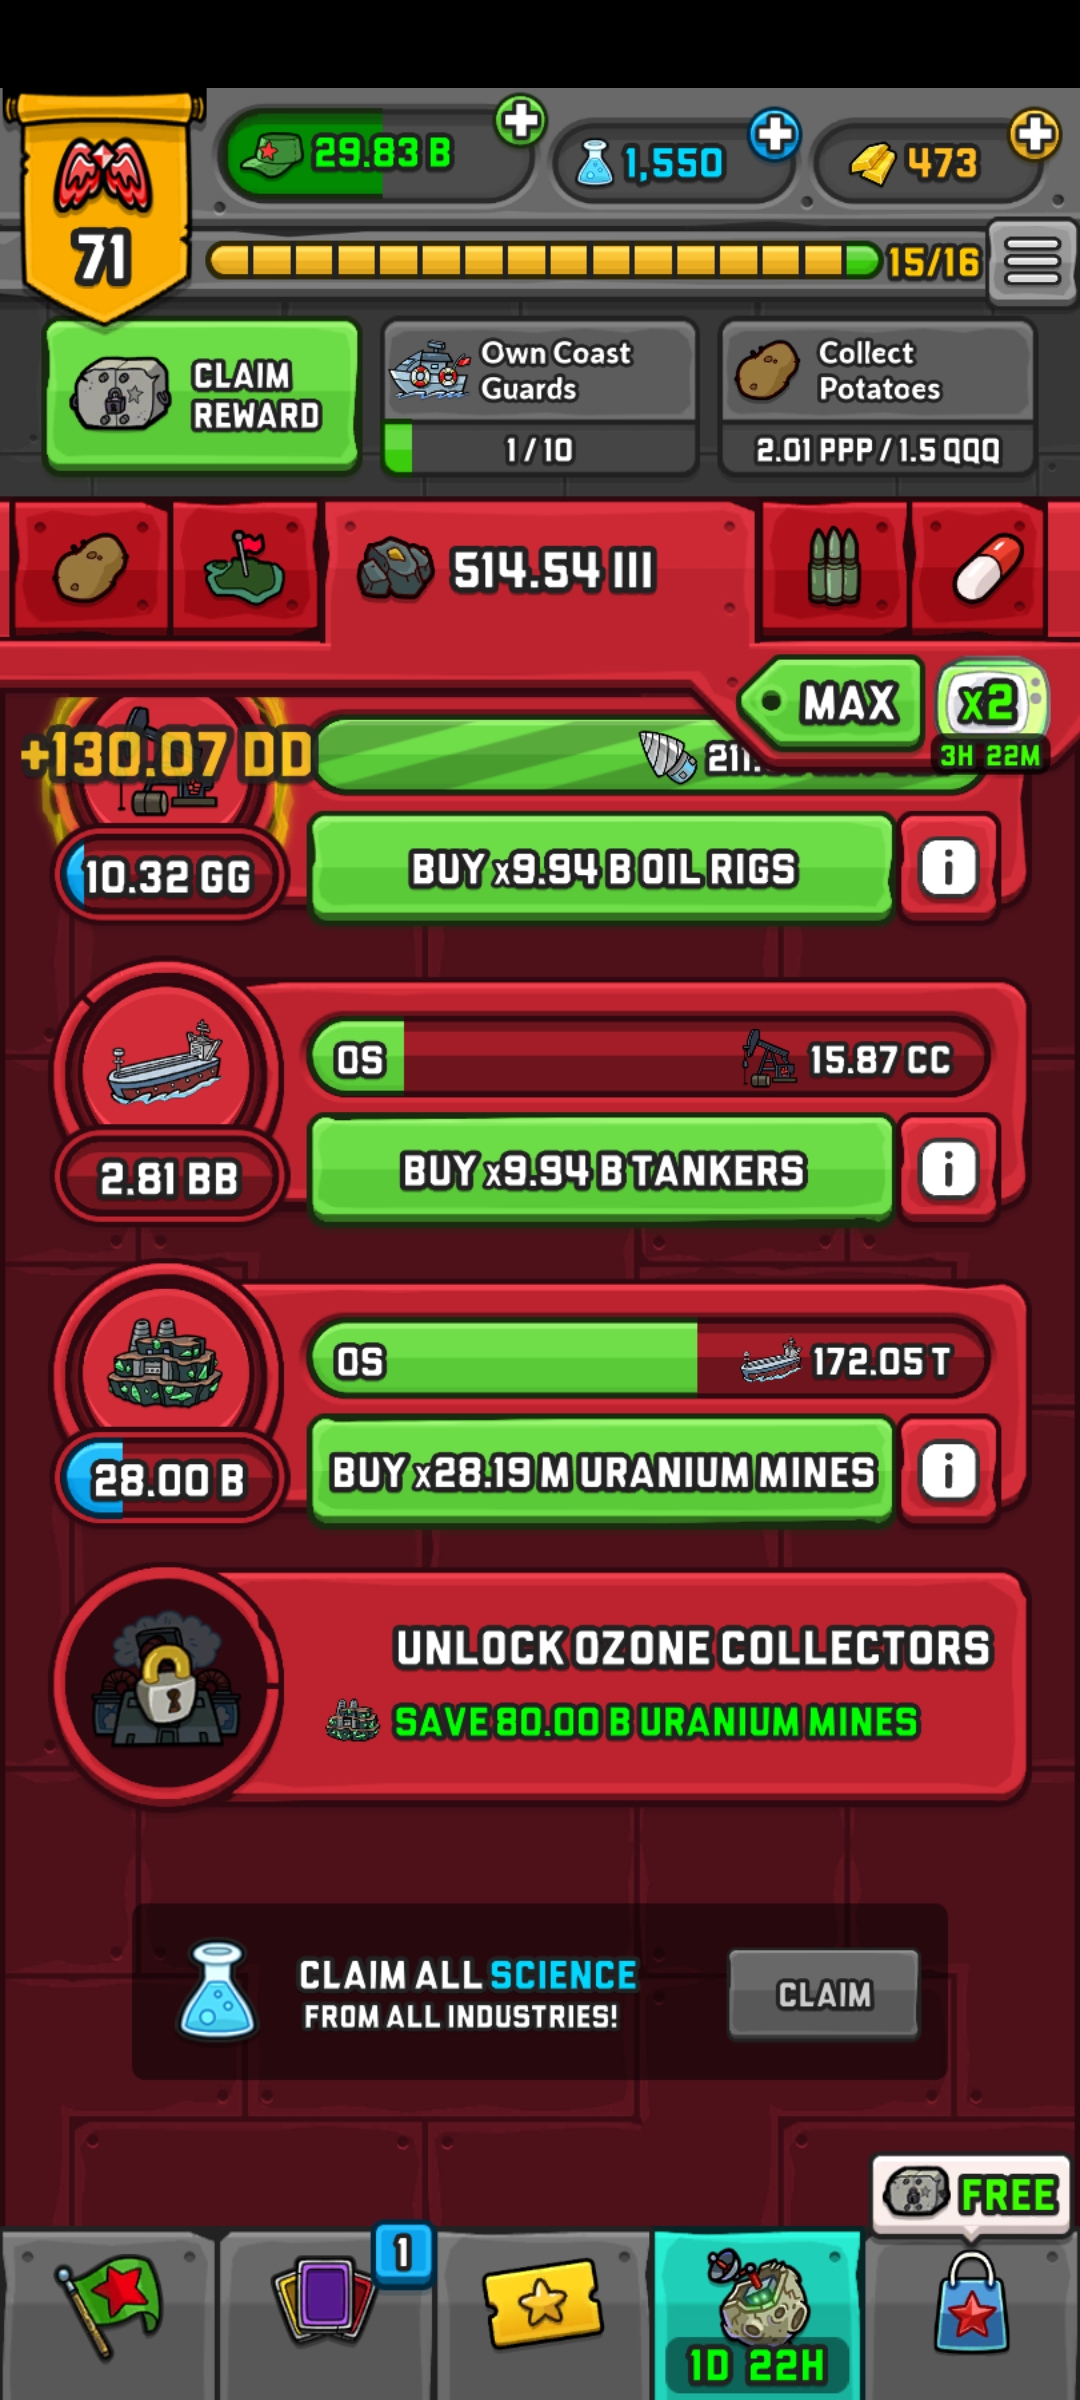 29.83 B
1,550
473
71
15/16
CLAIM
REWARD
Own Coast
Guards
1 / 10
Collect
Potatoes
2.01 PPP / 1.5 QQQ
514.54 III
MAX
x2
3H 22M
+130.07 DD
211.
10.32 GG
BUY x9.94 B OIL RIGS
i
0S
15.87 CC
2.81 BB
BUY x9.94 B TANKERS
i
0S
172.05 T
28.00 B
BUY x28.19 M URANIUM MINES
i
UNLOCK OZONE COLLECTORS
SAVE 80.00 B URANIUM MINES
CLAIM ALL SCIENCE
FROM ALL INDUSTRIES!
CLAIM
FREE
1
1D 22H